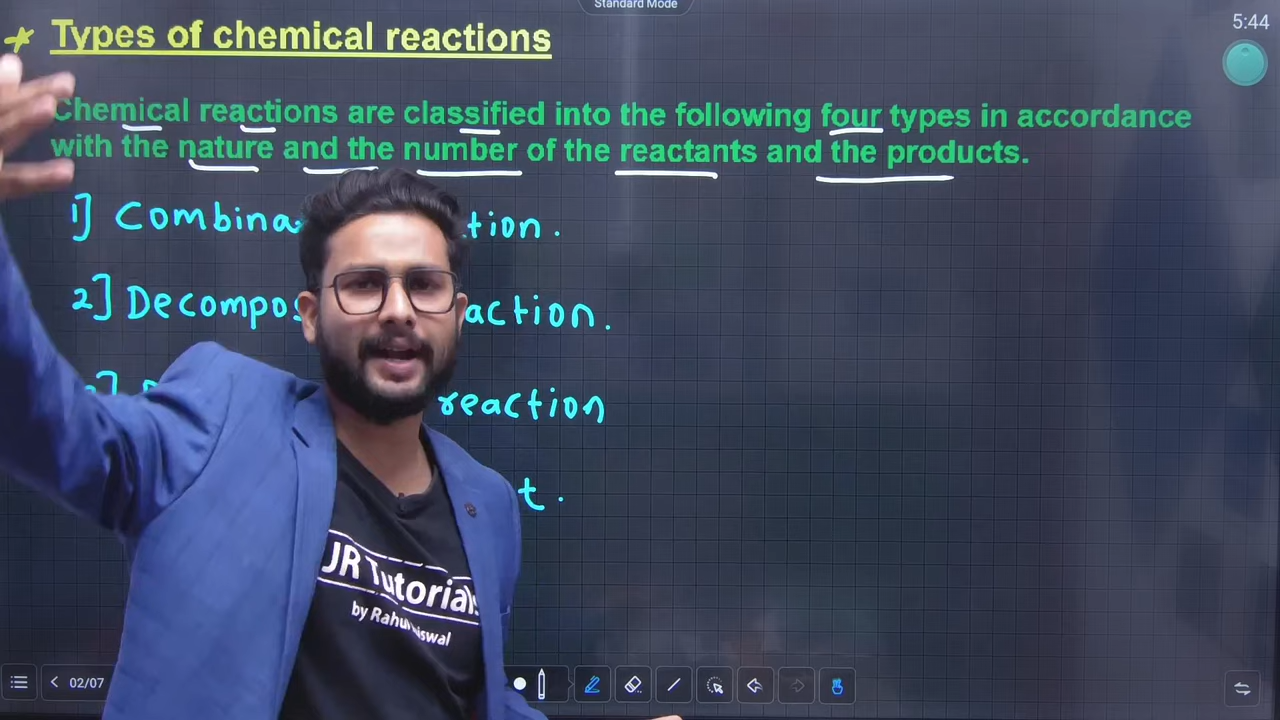 Standard Mode
5:44
* Types of chemical reactions
Chemical reactions are classified into the following four types in accordance
with the nature and the number of the reactants and the products.
1] Combina tion.
2] Decompos action.
reaction
t.
JR Tutorials
by Rahul
02/07